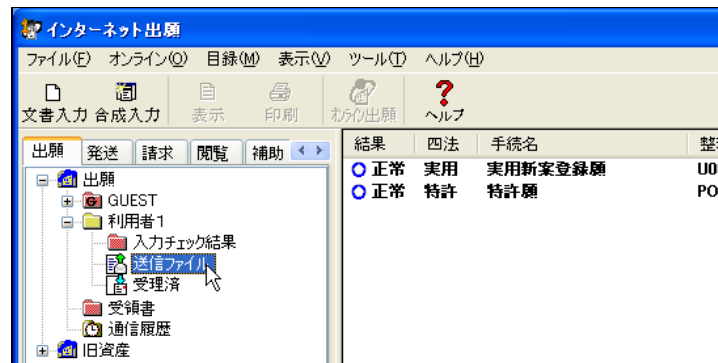 インターネット出願
ファイル(F) オンライン(O) 目録(M) 表示(V) ツール(T) ヘルプ(H)
文書入力 合成入力 表示 印刷 オンライン出願 ヘルプ
出願 発送 請求 閲覧 補助
結果 四法 手続名
正常 実用 実用新案登録願
正常 特許 特許願
出願
GUEST
利用者1
入力チェック結果
送信ファイル
受理済
受領書
通信履歴
旧資産